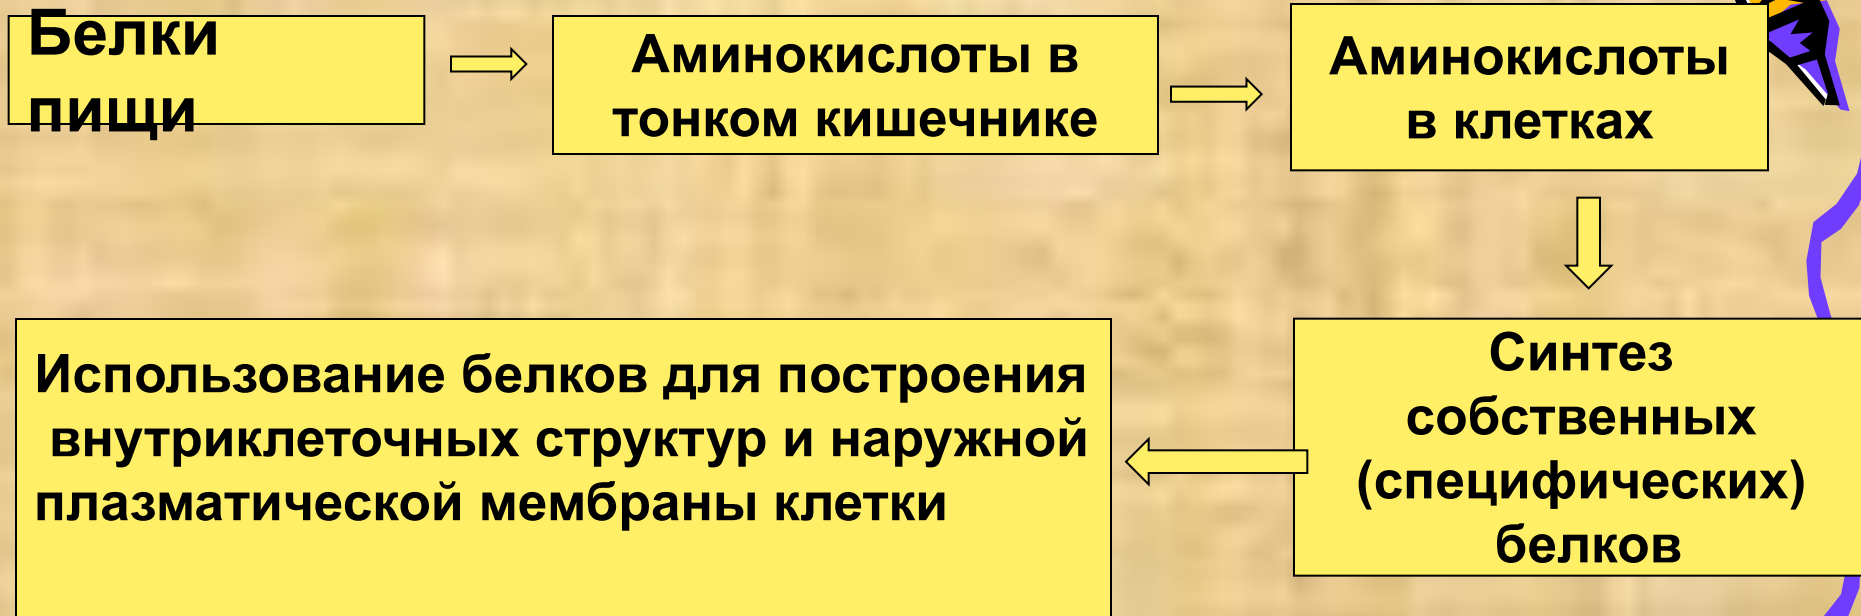 Белки
пищи
Аминокислоты в
тонком кишечнике
Аминокислоты
в клетках
Синтез
собственных
(специфических)
белков
Использование белков для построения
внутриклеточных структур и наружной
плазматической мембраны клетки